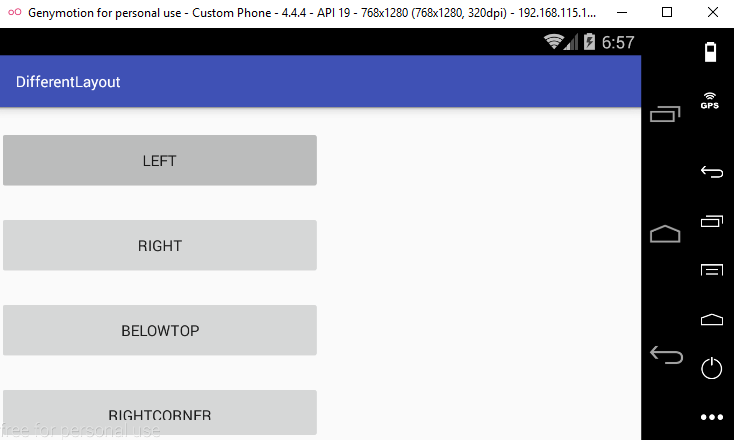 Genymotion for personal use - Custom Phone - 4.4.4 - API 19 - 768x1280 (768x1280, 320dpi) - 192.168.115.1...
6:57
DifferentLayout
GPS
LEFT
RIGHT
BELOWTOP
RIGHTCORNER
free for personal use